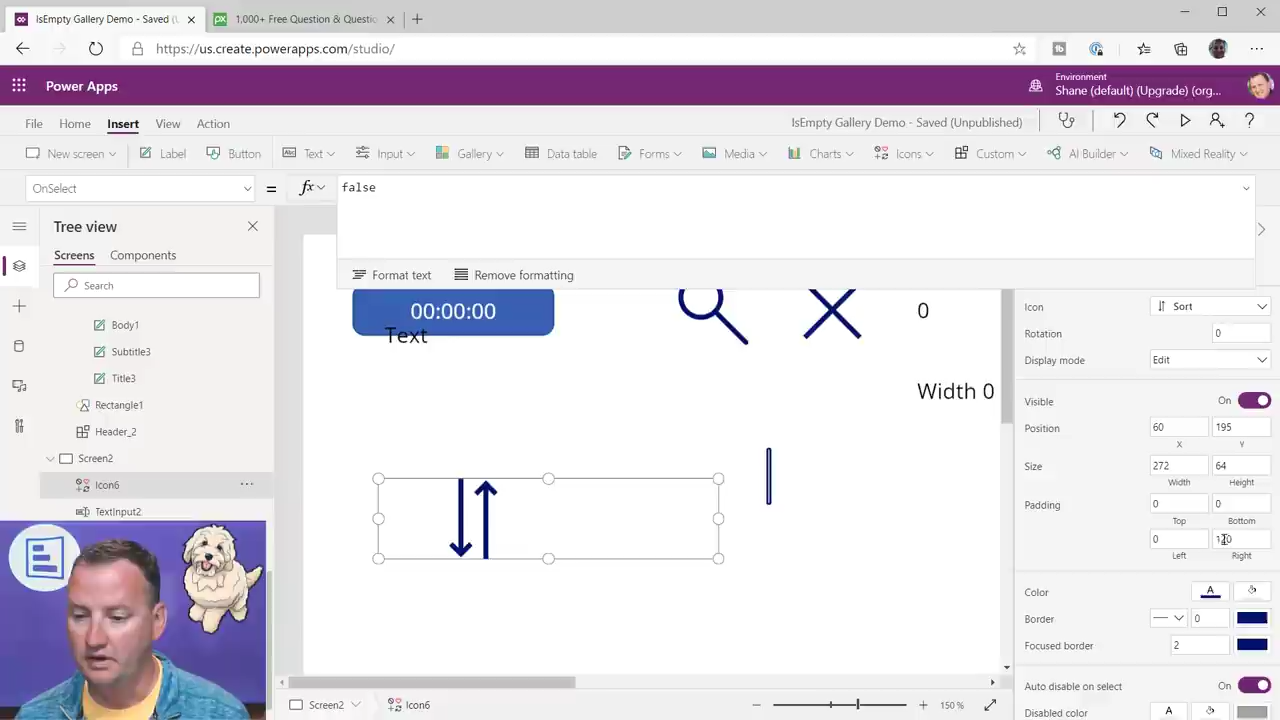 IsEmpty Gallery Demo - Saved (U
1,000+ Free Question & Questio
https://us.create.powerapps.com/studio/
Power Apps
Environment
Shane (default) (Upgrade) (org...
File Home Insert View Action
IsEmpty Gallery Demo - Saved (Unpublished)
New screen Label Button Text Input Gallery Data table Forms Media Charts Icons Custom AI Builder Mixed Reality
OnSelect = fx false
Format text Remove formatting
Tree view
Screens Components
Search
Body1
Subtitle3
Title3
Rectangle1
Header_2
Screen2
Icon6
TextInput2
00:00:00
Text
0
Width 0
Icon Sort
Rotation 0
Display mode Edit
Visible On
Position 60 195
X Y
Size 272 64
Width Height
Padding 0 0
Top Bottom
0
Left Right
Color
Border 0
Focused border 2
Auto disable on select On
Disabled color
Screen2 Icon6
150 %